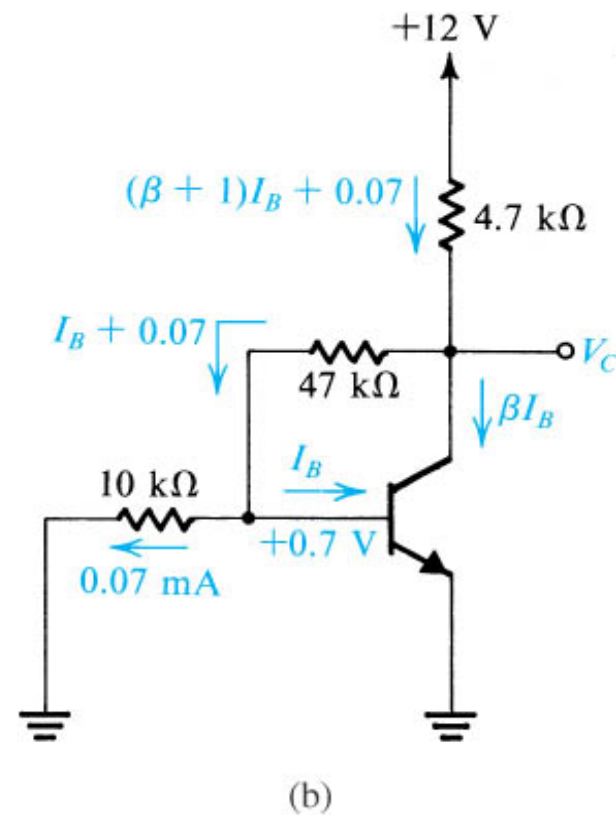 +12 V
(β + 1)I_B + 0.07
4.7 kΩ
I_B + 0.07
47 kΩ
V_C
βI_B
I_B
10 kΩ
+0.7 V
0.07 mA
(b)